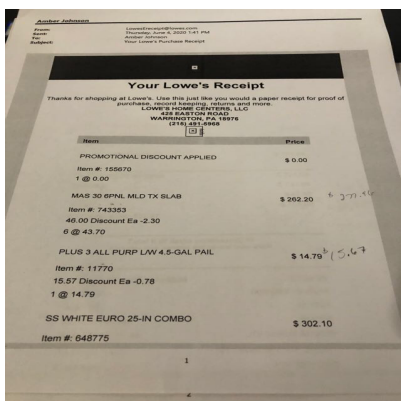 Amber Johnson
From: LowesEreceipt@lowes.com
Sent: Thursday, June 4, 2020 1:41 PM
To: Amber Johnson
Subject: Your Lowe's Purchase Receipt
Your Lowe's Receipt
Thanks for shopping at Lowe's. Use this just like you would a paper receipt for proof of
purchase, record keeping, returns and more.
LOWE'S HOME CENTERS, LLC
428 EASTON ROAD
WARRINGTON, PA 18976
(215) 491-5968
Item Price
PROMOTIONAL DISCOUNT APPLIED $ 0.00
Item #: 155670
1 @ 0.00
MAS 30 6PNL MLD TX SLAB $ 262.20
Item #: 743353
46.00 Discount Ea -2.30
6 @ 43.70
PLUS 3 ALL PURP L/W 4.5-GAL PAIL $ 14.79 $15.67
Item #: 11770
15.57 Discount Ea -0.78
1 @ 14.79
SS WHITE EURO 25-IN COMBO $ 302.10
Item #: 648775
1